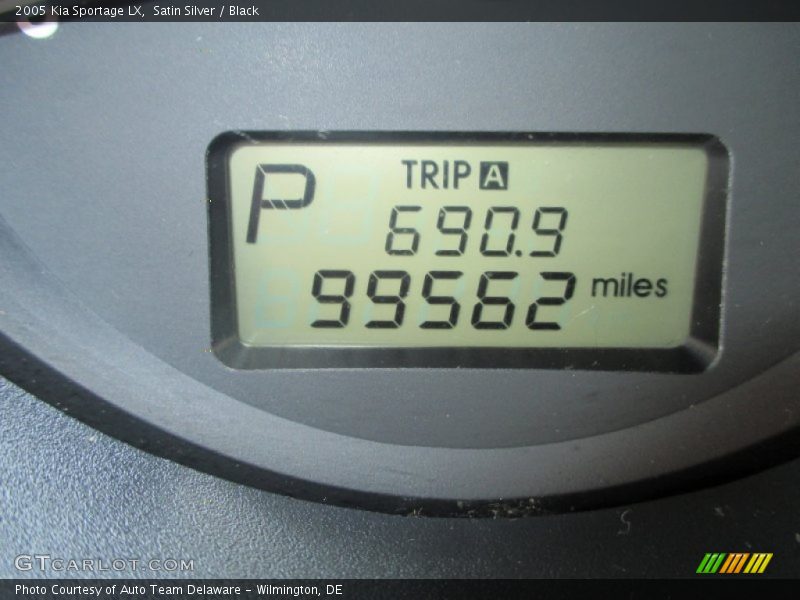 2005 Kia Sportage LX,  Satin Silver / Black
P
TRIP A
690.9
99562 miles
GTCARLOT.COM
Photo Courtesy of Auto Team Delaware - Wilmington, DE